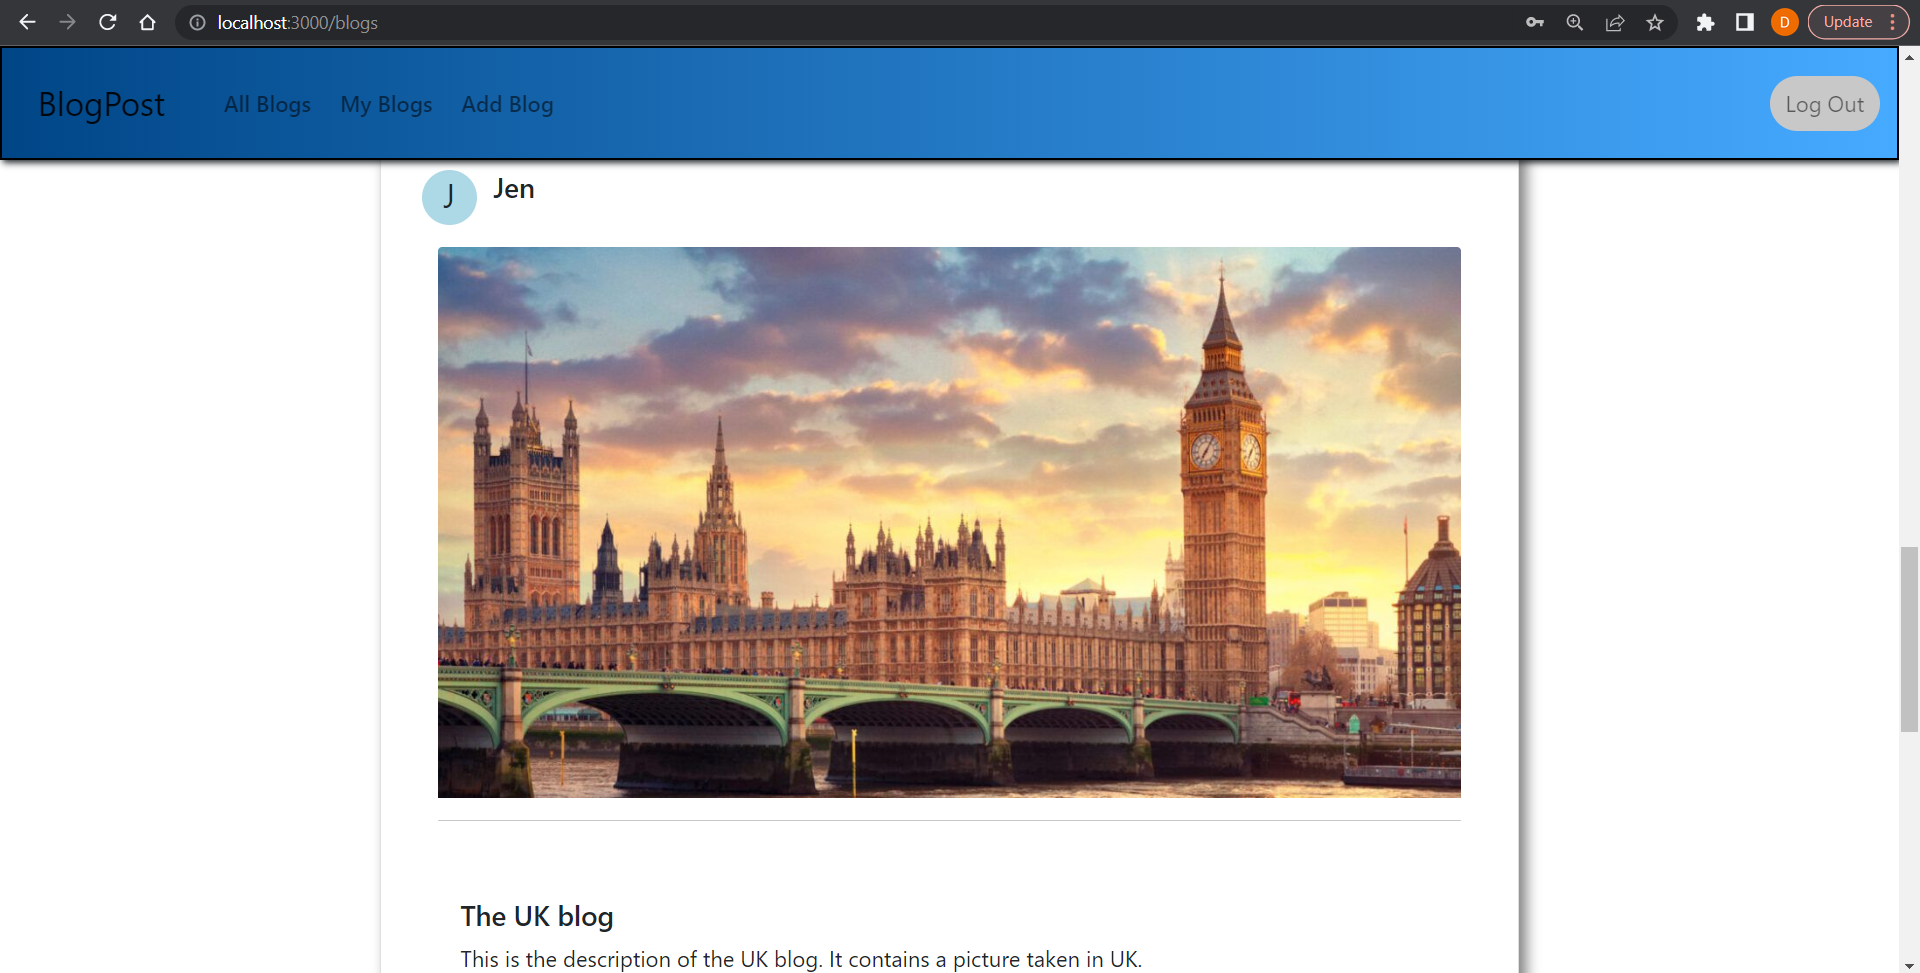 localhost:3000/blogs
D
Update
BlogPost
All Blogs
My Blogs
Add Blog
Log Out
J
Jen
The UK blog
This is the description of the UK blog. It contains a picture taken in UK.